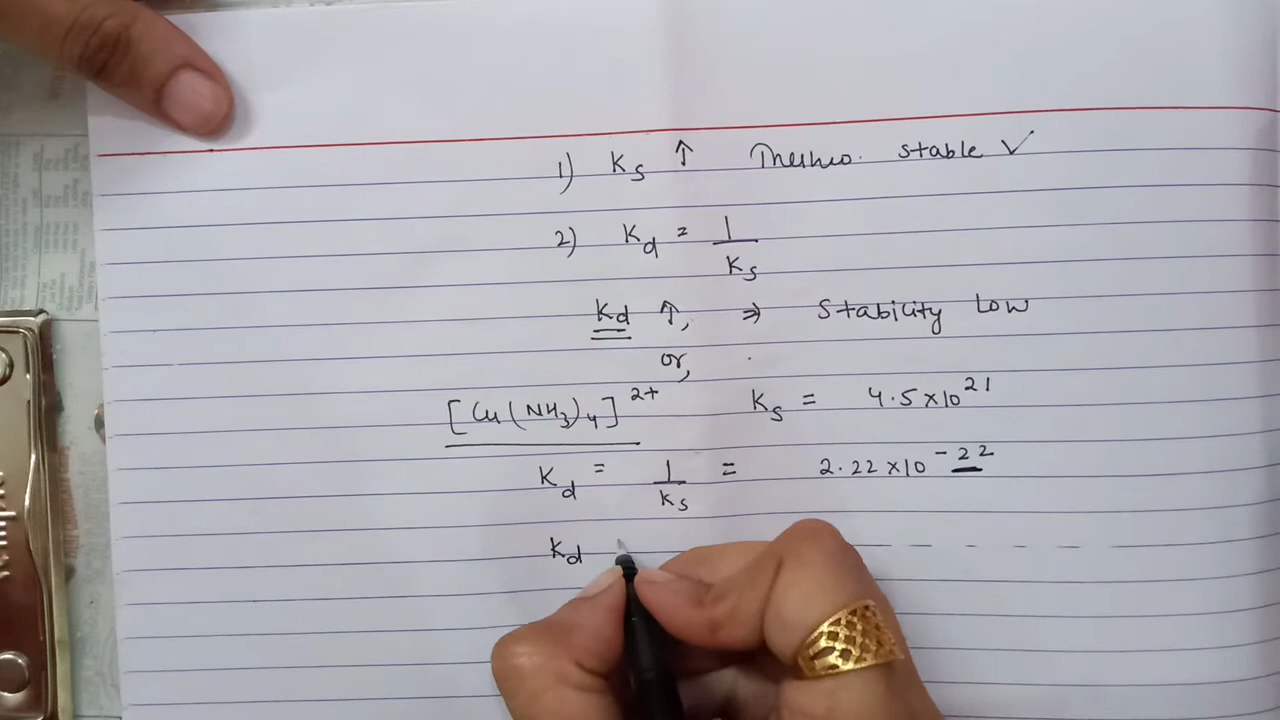 1) Ks ↑ Thermo. stable ✓
2) Kd = 1/Ks
Kd ↑, ⇒ Stability Low
or,
[Cu(NH3)4]2+ Ks = 4.5×10^21
Kd = 1/Ks = 2.22×10^-22
Kd